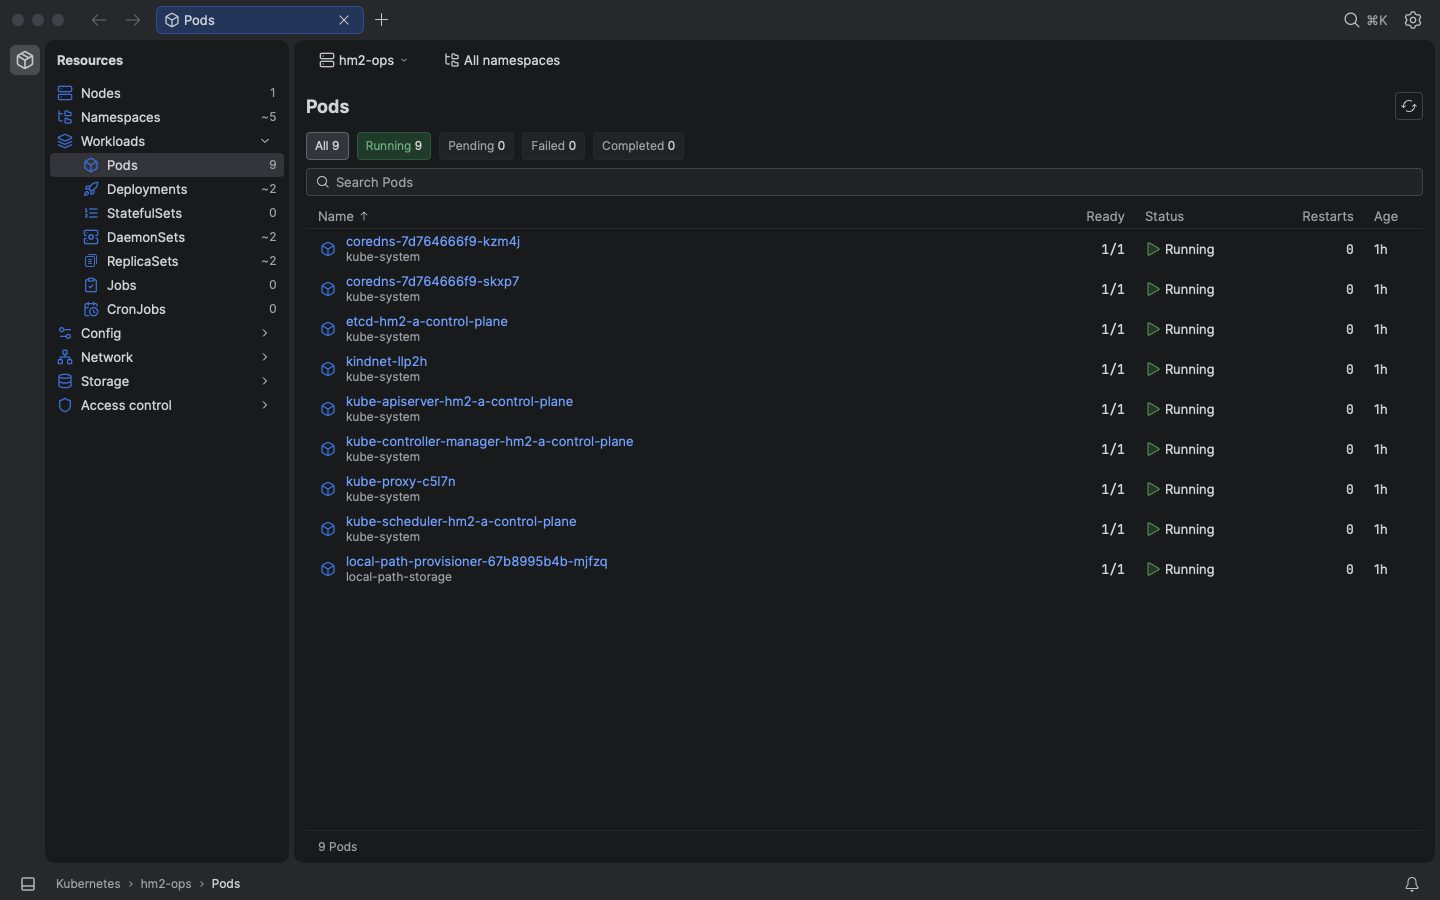 Pods
⌘K
Resources
Nodes 1
Namespaces ~5
Workloads
Pods 9
Deployments ~2
StatefulSets 0
DaemonSets ~2
ReplicaSets ~2
Jobs 0
CronJobs 0
Config
Network
Storage
Access control
hm2-ops All namespaces
Pods
All 9 Running 9 Pending 0 Failed 0 Completed 0
Search Pods
Name ↑ Ready Status Restarts Age
coredns-7d764666f9-kzm4j
kube-system
1/1 Running 0 1h
coredns-7d764666f9-skxp7
kube-system
1/1 Running 0 1h
etcd-hm2-a-control-plane
kube-system
1/1 Running 0 1h
kindnet-llp2h
kube-system
1/1 Running 0 1h
kube-apiserver-hm2-a-control-plane
kube-system
1/1 Running 0 1h
kube-controller-manager-hm2-a-control-plane
kube-system
1/1 Running 0 1h
kube-proxy-c5l7n
kube-system
1/1 Running 0 1h
kube-scheduler-hm2-a-control-plane
kube-system
1/1 Running 0 1h
local-path-provisioner-67b8995b4b-mjfzq
local-path-storage
1/1 Running 0 1h
9 Pods
Kubernetes › hm2-ops › Pods